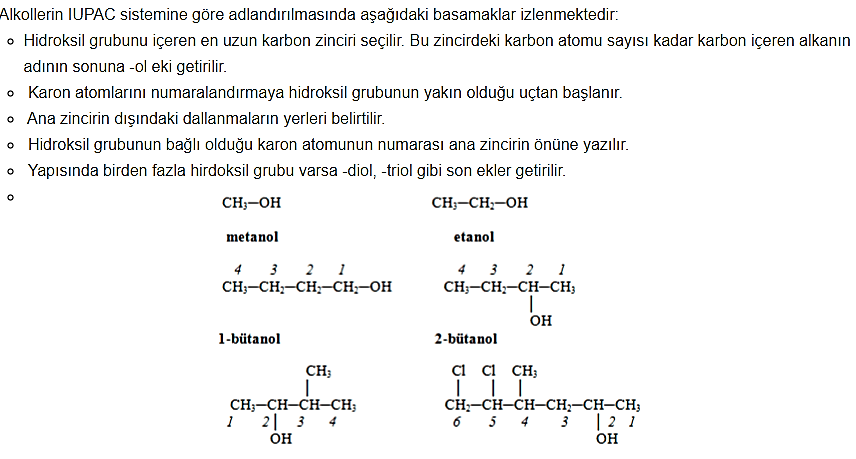 Alkollerin IUPAC sistemine göre adlandırılmasında aşağıdaki basamaklar izlenmektedir:
Hidroksil grubunu içeren en uzun karbon zinciri seçilir. Bu zincirdeki karbon atomu sayısı kadar karbon içeren alkanın
adının sonuna -ol eki getirilir.
Karon atomlarını numaralandırmaya hidroksil grubunun yakın olduğu uçtan başlanır.
Ana zincirin dışındaki dallanmaların yerleri belirtilir.
Hidroksil grubunun bağlı olduğu karon atomunun numarası ana zincirin önüne yazılır.
Yapısında birden fazla hirdoksil grubu varsa -diol, -triol gibi son ekler getirilir.
CH₃–OH CH₃–CH₂–OH
metanol etanol
4 3 2 1 4 3 2 1
CH₃–CH₂–CH₂–CH₂–OH CH₃–CH₂–CH–CH₃
OH
1-bütanol 2-bütanol
CH₃ Cl Cl CH₃
CH₃–CH–CH–CH₃ CH₂–CH–CH–CH₂–CH–CH₃
1 2 3 4 6 5 4 3 2 1
OH OH